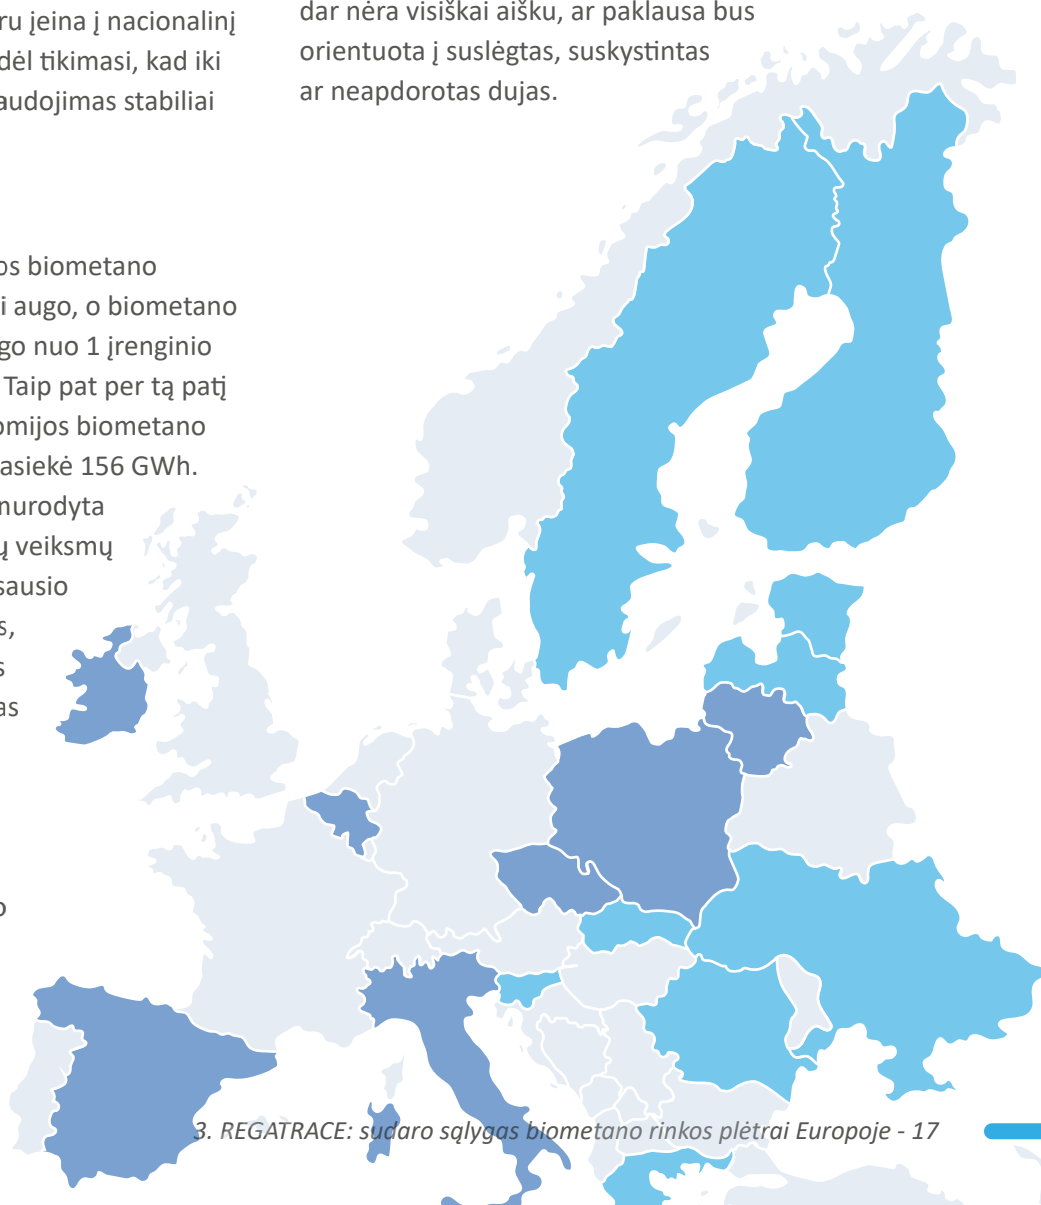 ru įeina į nacionalinį
dėl tikimasi, kad iki
audojimas stabiliai
os biometano
i augo, o biometano
go nuo 1 įrenginio
Taip pat per tą patį
omijos biometano
asiekė 156 GWh.
nurodyta
ų veiksmų
sausio
s,
s
as
o
dar nėra visiškai aišku, ar paklausa bus
orientuota į suslėgtas, suskystintas
ar neapdorotas dujas.
3. REGATRACE: sudaro sąlygas biometano rinkos plėtrai Europoje - 17